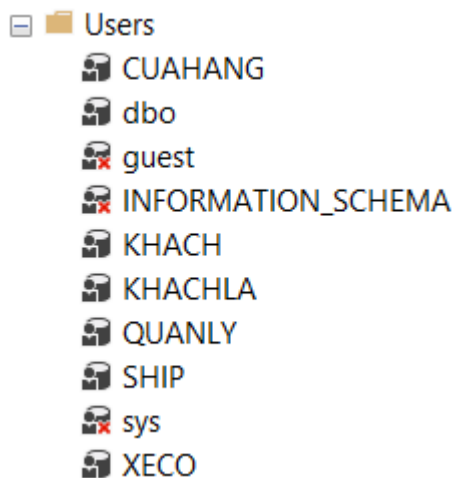 Users
CUAHANG
dbo
guest
INFORMATION_SCHEMA
KHACH
KHACHLA
QUANLY
SHIP
sys
XECO